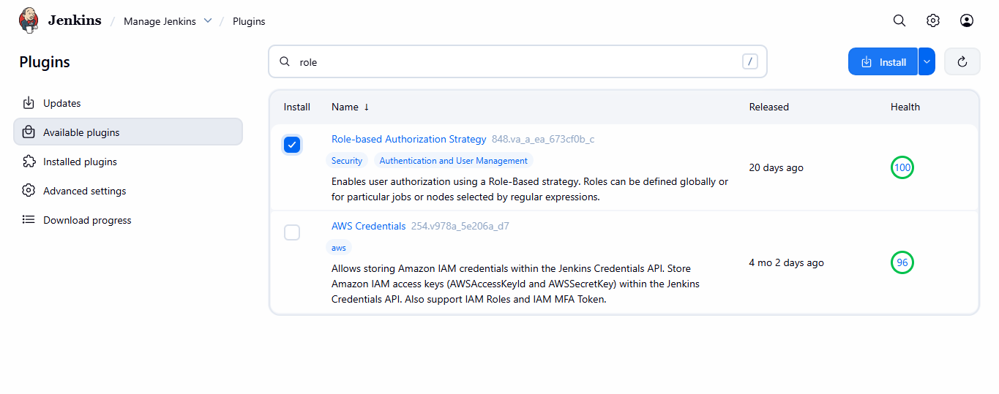 Jenkins / Manage Jenkins / Plugins
Plugins
role /
Install
Updates
Available plugins
Installed plugins
Advanced settings
Download progress
Install Name ↓ Released Health
Role-based Authorization Strategy 848.va_a_ea_673cf0b_c
Security Authentication and User Management
Enables user authorization using a Role-Based strategy. Roles can be defined globally or
for particular jobs or nodes selected by regular expressions.
20 days ago
100
AWS Credentials 254.v978a_5e206a_d7
aws
Allows storing Amazon IAM credentials within the Jenkins Credentials API. Store
Amazon IAM access keys (AWSAccessKeyId and AWSSecretKey) within the Jenkins
Credentials API. Also support IAM Roles and IAM MFA Token.
4 mo 2 days ago
96